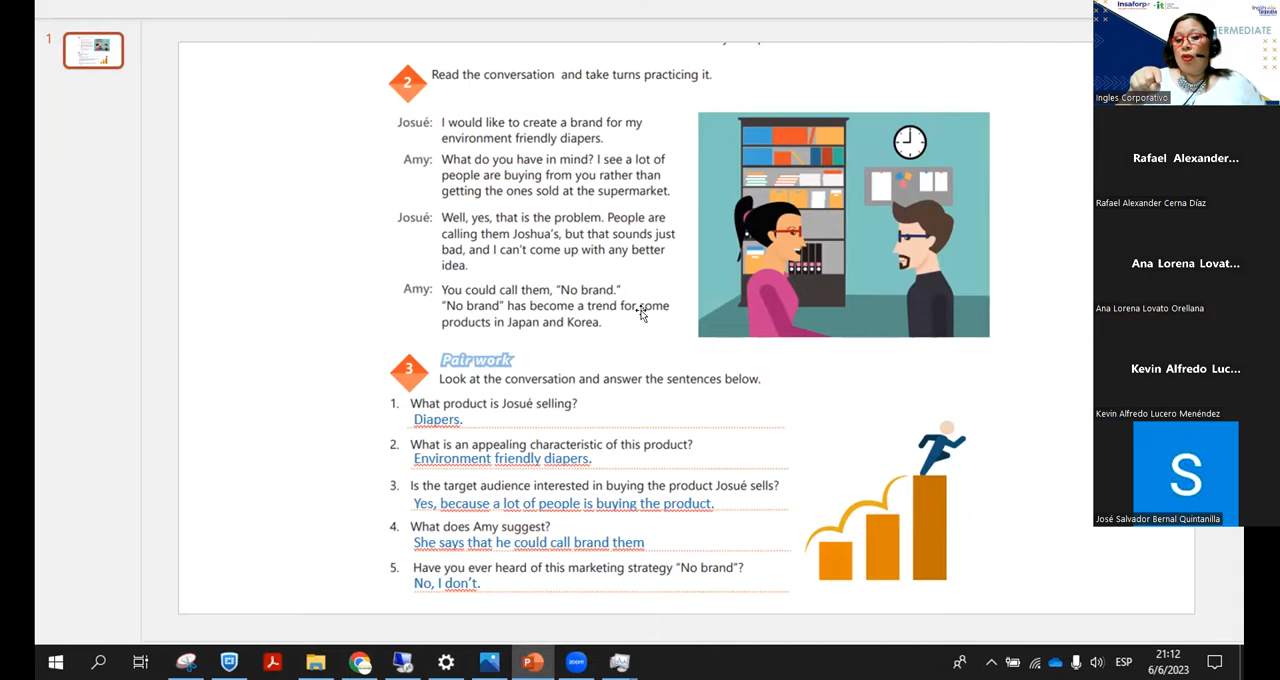 1
2
Read the conversation and take turns practicing it.
Josué: I would like to create a brand for my
environment friendly diapers.
Amy: What do you have in mind? I see a lot of
people are buying from you rather than
getting the ones sold at the supermarket.
Josué: Well, yes, that is the problem. People are
calling them Joshua's, but that sounds just
bad, and I can't come up with any better
idea.
Amy: You could call them, "No brand."
"No brand" has become a trend for some
products in Japan and Korea.
3
Pair work
Look at the conversation and answer the sentences below.
1. What product is Josué selling?
Diapers.
2. What is an appealing characteristic of this product?
Environment friendly diapers.
3. Is the target audience interested in buying the product Josué sells?
Yes, because a lot of people is buying the product.
4. What does Amy suggest?
She says that he could call brand them
5. Have you ever heard of this marketing strategy "No brand"?
No, I don't.
Insaforp
ERMEDIATE
Ingles Corporativo
Rafael Alexander...
Rafael Alexander Cerna Díaz
Ana Lorena Lovat...
Ana Lorena Lovato Orellana
Kevin Alfredo Luc...
Kevin Alfredo Lucero Menéndez
S
José Salvador Bernal Quintanilla
zoom
ESP
21:12
6/6/2023